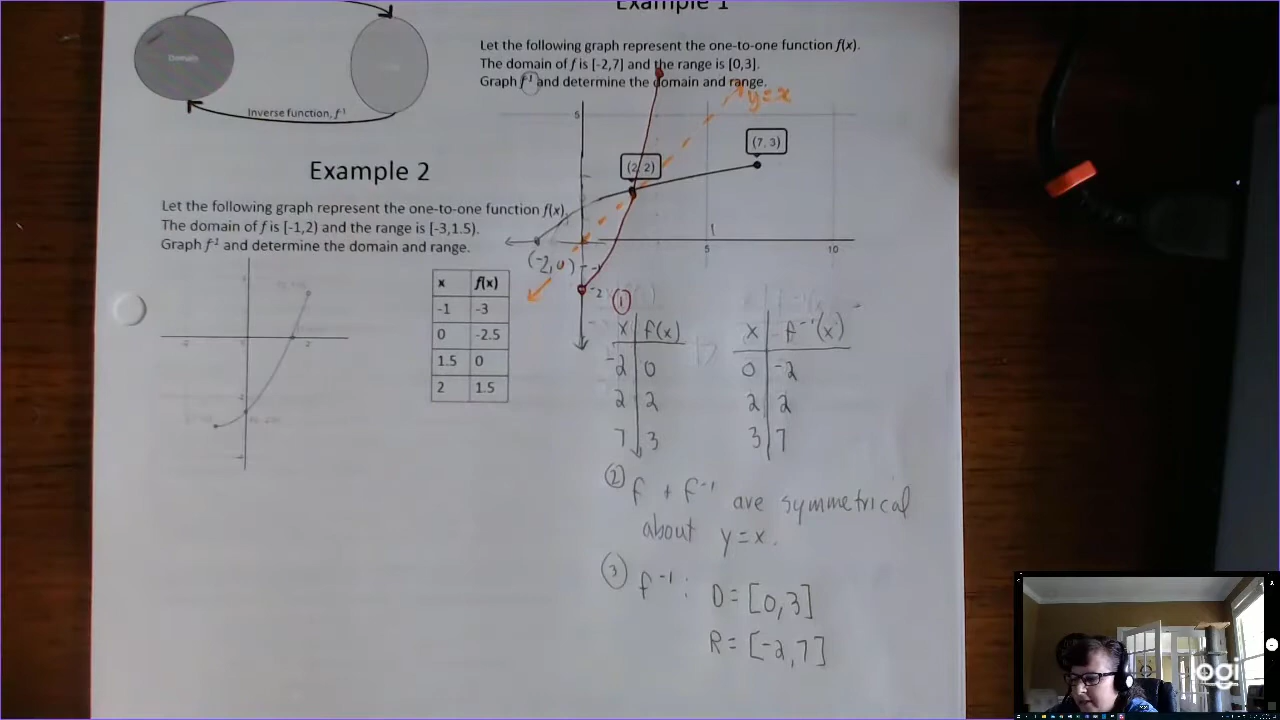 Domain
Inverse function, f⁻¹
Example 2
Let the following graph represent the one-to-one function f(x).
The domain of f is [-1,2) and the range is [-3,1.5).
Graph f⁻¹ and determine the domain and range.
x f(x)
-1 -3
0 -2.5
1.5 0
2 1.5
Example 1
Let the following graph represent the one-to-one function f(x).
The domain of f is [-2,7] and the range is [0,3].
Graph f⁻¹ and determine the domain and range.
y=x
5
(7, 3)
(2, 2)
5
10
(-2,0)
-1
-2
①
x f(x)
-2 0
2 2
7 3
x f⁻¹(x)
0 -2
2 2
3 7
② f + f⁻¹ are symmetrical
about y=x.
③ f⁻¹: D = [0,3]
R = [-2,7]
ogi